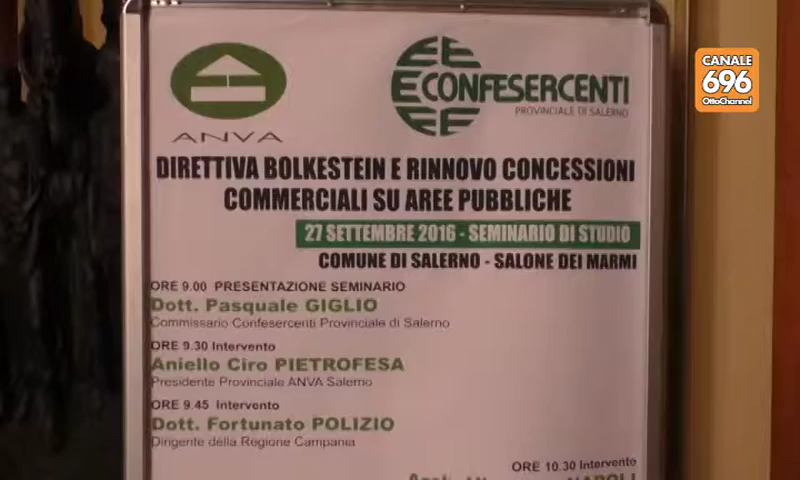 ANVA
CONFESERCENTI
PROVINCIALE DI SALERNO
CANALE
696
OttoChannel
DIRETTIVA BOLKESTEIN E RINNOVO CONCESSIONI
COMMERCIALI SU AREE PUBBLICHE
27 SETTEMBRE 2016 - SEMINARIO DI STUDIO
COMUNE DI SALERNO - SALONE DEI MARMI
ORE 9.00 PRESENTAZIONE SEMINARIO
Dott. Pasquale GIGLIO
Commissario Confesercenti Provinciale di Salerno
ORE 9.30 Intervento
Aniello Ciro PIETROFESA
Presidente Provinciale ANVA Salerno
ORE 9.45 Intervento
Dott. Fortunato POLIZIO
Dirigente della Regione Campania
ORE 10.30 Intervento
NAPOLI